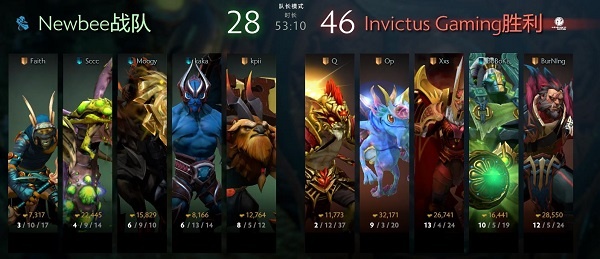 Newbee战队
28
队长模式
时长
53:10
46
Invictus Gaming胜利
Faith
Sccc
Moogy
kaka
kpii
Q
Op
Xxs
BoBoKa
BurNIng
7,317
22,445
15,829
8,166
12,764
11,773
32,171
26,741
16,441
28,550
3 / 10 / 17
4 / 9 / 14
6 / 9 / 10
6 / 13 / 14
8 / 5 / 12
2 / 12 / 37
9 / 3 / 20
13 / 4 / 24
10 / 5 / 19
12 / 5 / 24